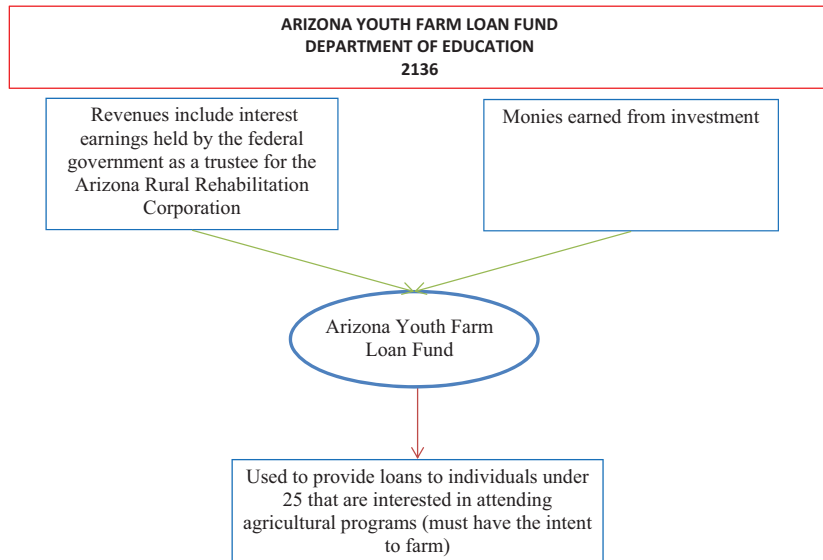 ARIZONA YOUTH FARM LOAN FUND
DEPARTMENT OF EDUCATION
2136
Revenues include interest
earnings held by the federal
government as a trustee for the
Arizona Rural Rehabilitation
Corporation
Monies earned from investment
Arizona Youth Farm
Loan Fund
Used to provide loans to individuals under
25 that are interested in attending
agricultural programs (must have the intent
to farm)